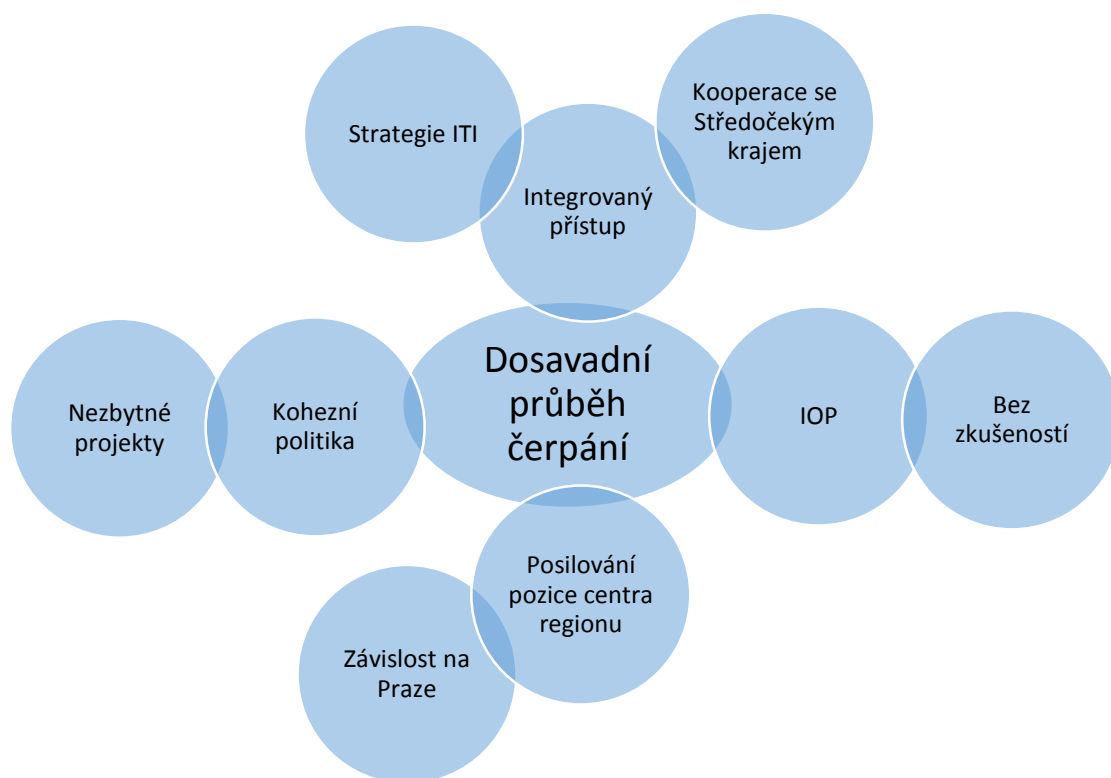 Kooperace se
Středočekým
krajem
Strategie ITI
Integrovaný
přístup
Dosavadní
průběh
čerpání
Nezbytné
projekty
Kohezní
politika
IOP
Bez
zkušeností
Posilování
pozice centra
regionu
Závislost na
Praze